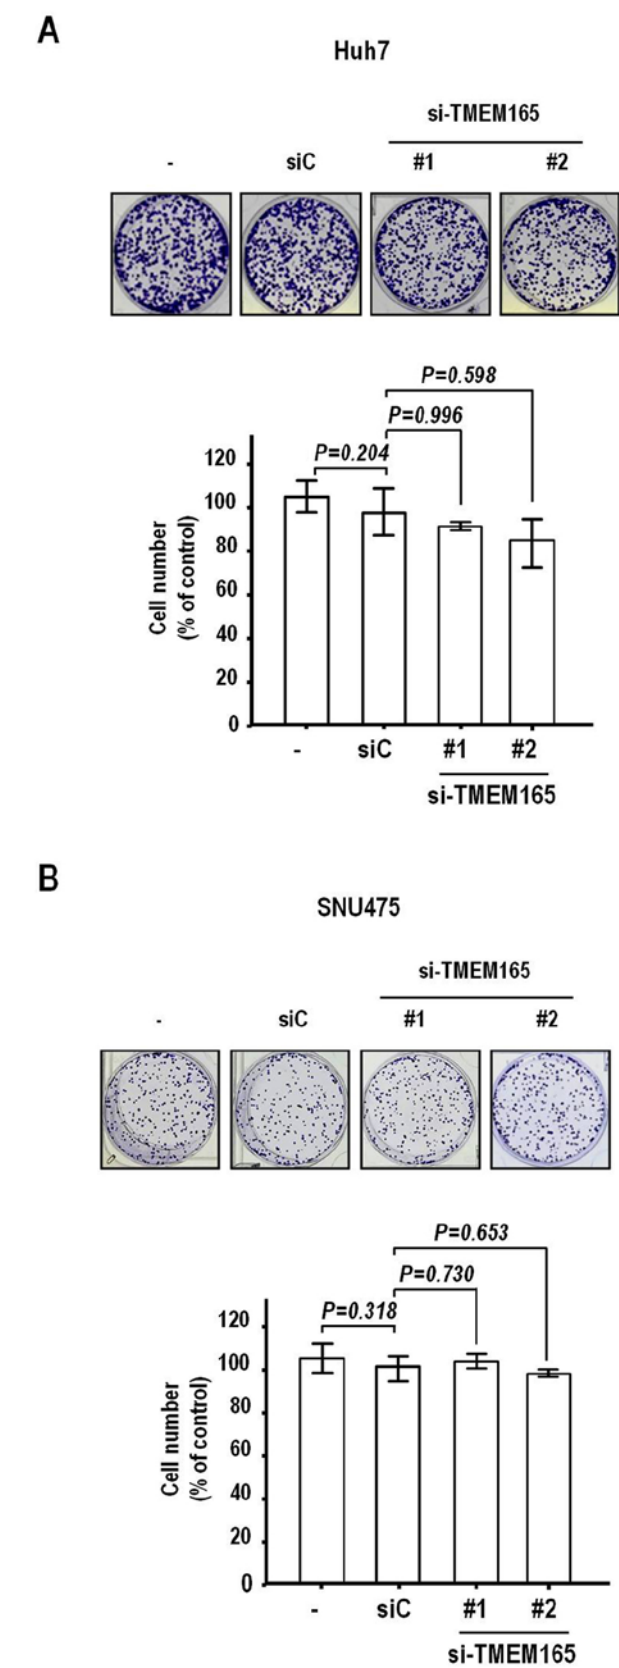 A
Huh7
si-TMEM165
- siC #1 #2
P=0.598
P=0.996
P=0.204
120
100
80
60
40
20
0
Cell number
(% of control)
- siC #1 #2
si-TMEM165
B
SNU475
si-TMEM165
- siC #1 #2
P=0.653
P=0.730
P=0.318
120
100
80
60
40
20
0
Cell number
(% of control)
- siC #1 #2
si-TMEM165